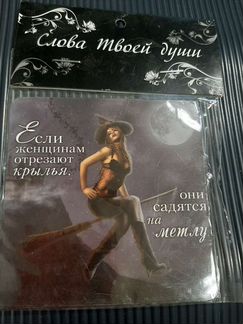 Слова Твоей души
Если
женщинам
отрезают
крылья,
они
садятся
на
метлу